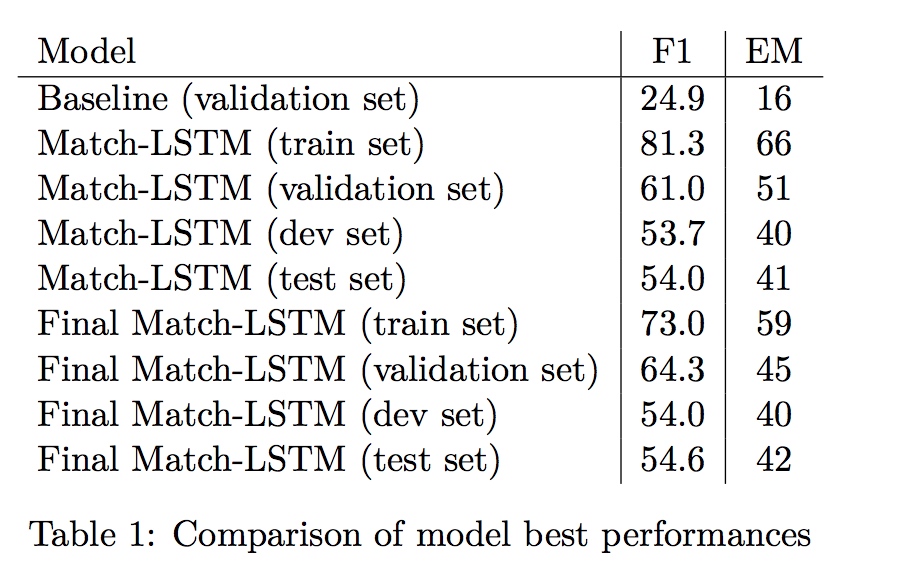 Model F1 EM
Baseline (validation set) 24.9 16
Match-LSTM (train set) 81.3 66
Match-LSTM (validation set) 61.0 51
Match-LSTM (dev set) 53.7 40
Match-LSTM (test set) 54.0 41
Final Match-LSTM (train set) 73.0 59
Final Match-LSTM (validation set) 64.3 45
Final Match-LSTM (dev set) 54.0 40
Final Match-LSTM (test set) 54.6 42
Table 1: Comparison of model best performances